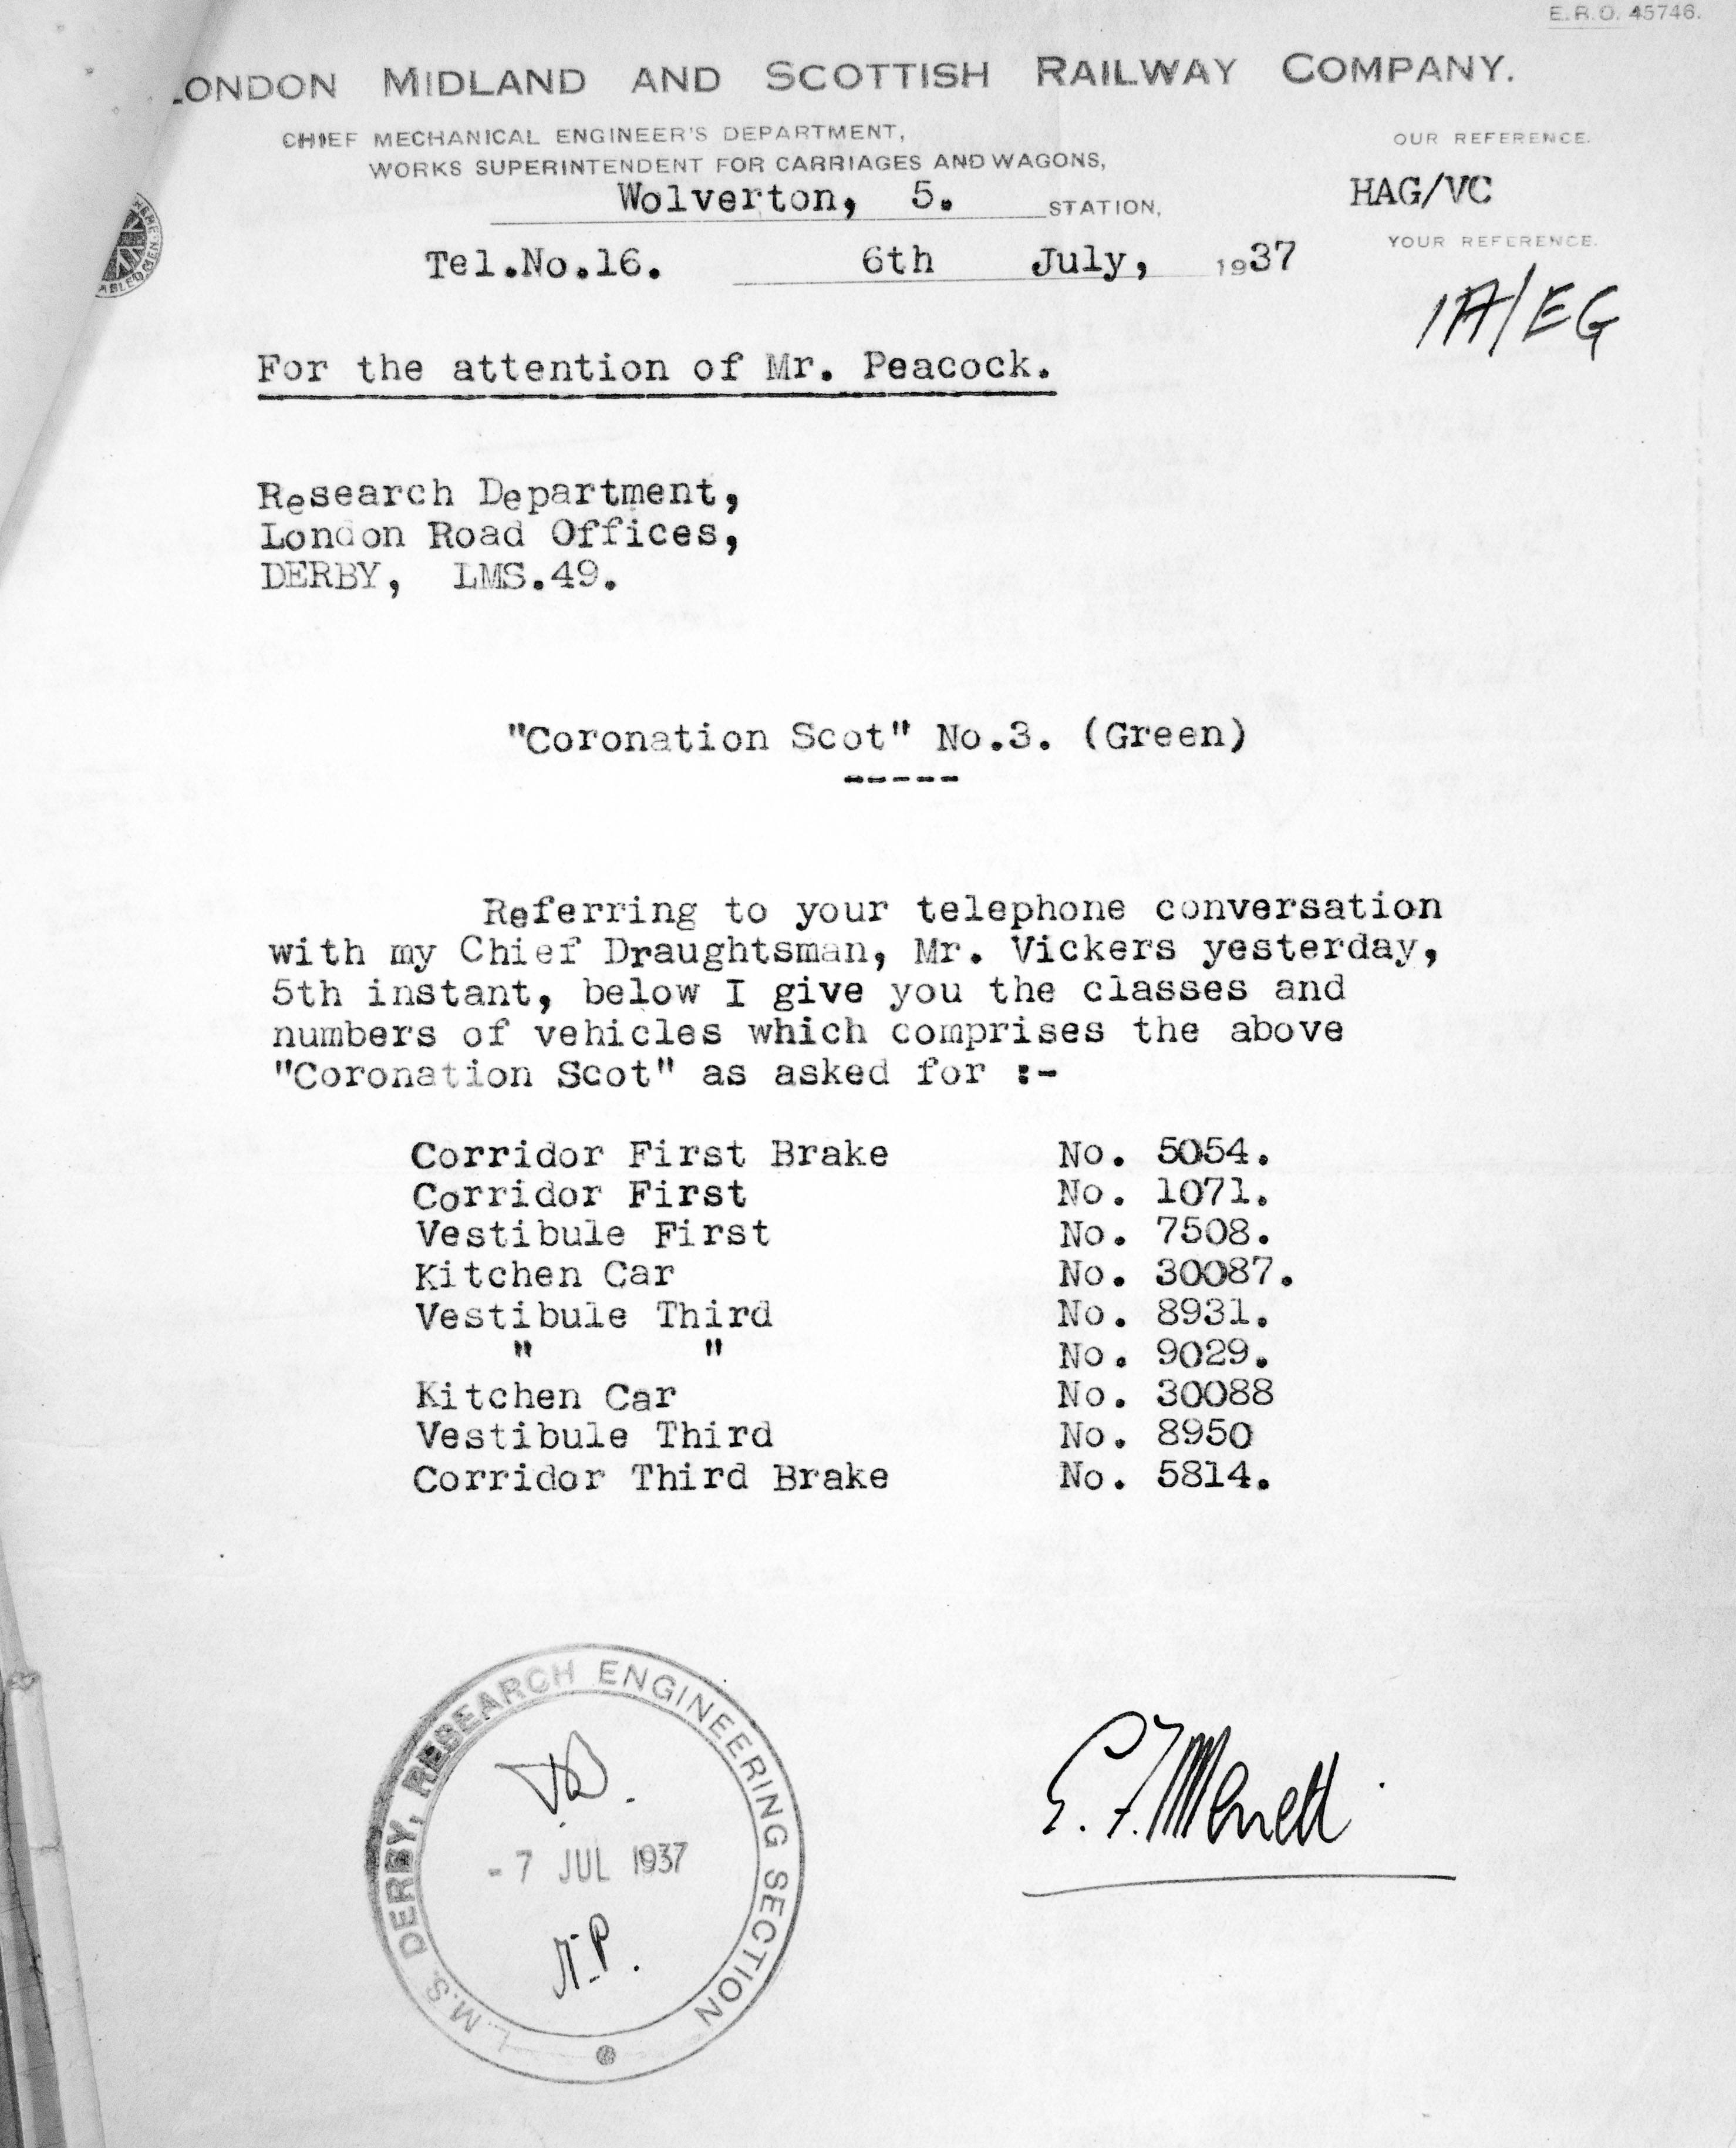 E.R.O. 45746.
LONDON MIDLAND AND SCOTTISH RAILWAY COMPANY.
CHIEF MECHANICAL ENGINEER'S DEPARTMENT,
OUR REFERENCE.
WORKS SUPERINTENDENT FOR CARRIAGES AND WAGONS,
Wolverton, 5. STATION,
HAG/VC
YOUR REFERENCE.
Tel.No.16. 6th July, 1937
1A/EG
For the attention of Mr. Peacock.
Research Department,
London Road Offices,
DERBY, LMS.49.
"Coronation Scot" No.3. (Green)
-----
Referring to your telephone conversation
with my Chief Draughtsman, Mr. Vickers yesterday,
5th instant, below I give you the classes and
numbers of vehicles which comprises the above
"Coronation Scot" as asked for :-
Corridor First Brake No. 5054.
Corridor First No. 1071.
Vestibule First No. 7508.
Kitchen Car No. 30087.
Vestibule Third No. 8931.
" " No. 9029.
Kitchen Car No. 30088
Vestibule Third No. 8950
Corridor Third Brake No. 5814.
L.M.S. DERBY, RESEARCH ENGINEERING SECTION
- 7 JUL 1937
E. F.